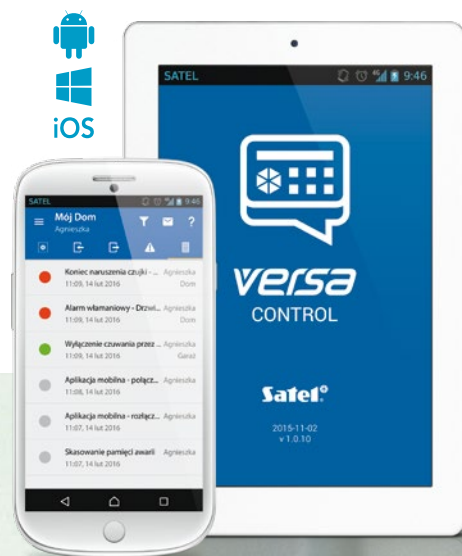 iOS
SATEL 9:46
versa
CONTROL
Satel®
2015-11-02
v 1.0.10
SATEL 9:46
Mój Dom
Agnieszka
?
Koniec naruszenia czujki - ... Agnieszka
11:09, 14 lut 2016 Dom
Alarm włamaniowy - Drzwi... Agnieszka
11:09, 14 lut 2016 Dom
Wyłączenie czuwania przez ... Agnieszka
11:09, 14 lut 2016 Garaż
Aplikacja mobilna - połącz... Agnieszka
11:08, 14 lut 2016
Aplikacja mobilna - rozłącz... Agnieszka
11:07, 14 lut 2016
Skasowanie pamięci awarii Agnieszka
11:07, 14 lut 2016